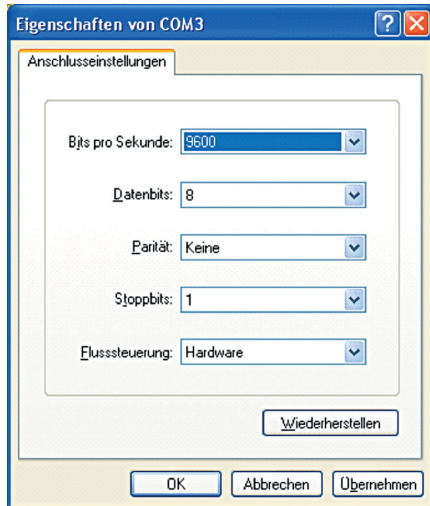 Eigenschaften von COM3
Anschlusseinstellungen
Bits pro Sekunde: 9600
Datenbits: 8
Parität: Keine
Stoppbits: 1
Flusssteuerung: Hardware
Wiederherstellen
OK Abbrechen Übernehmen